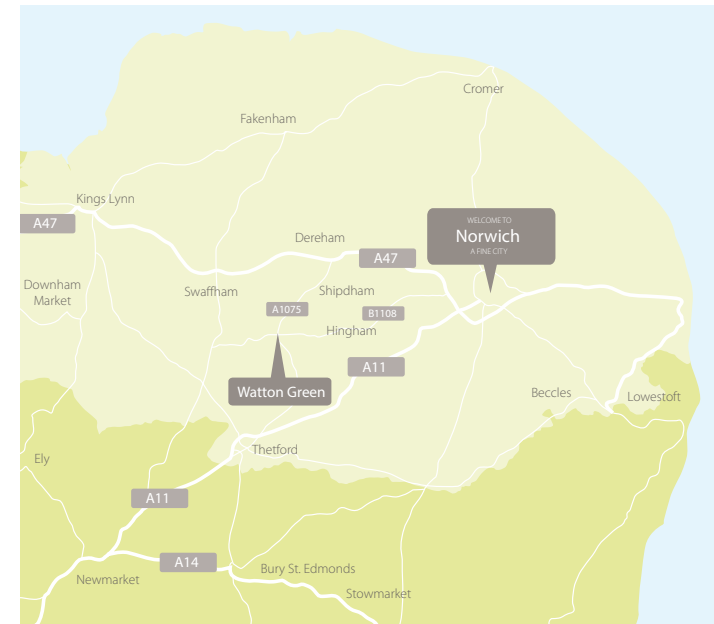 Cromer
Fakenham
Kings Lynn
A47
WELCOME TO
Norwich
A FINE CITY
Dereham
A47
Downham
Market
Swaffham
Shipdham
A1075
B1108
Hingham
A11
Watton Green
Beccles
Lowestoft
Thetford
Ely
A11
A14
Newmarket
Bury St. Edmonds
Stowmarket